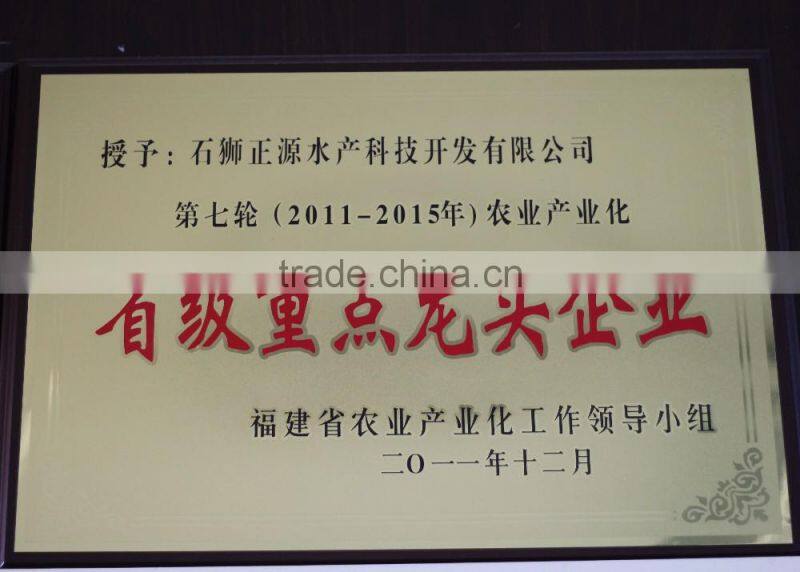 授予：石狮正源水产科技开发有限公司
第七轮（2011-2015年）农业产业化
trade.china.cn
省级重点龙头企业
福建省农业产业化工作领导小组
二〇一一年十二月